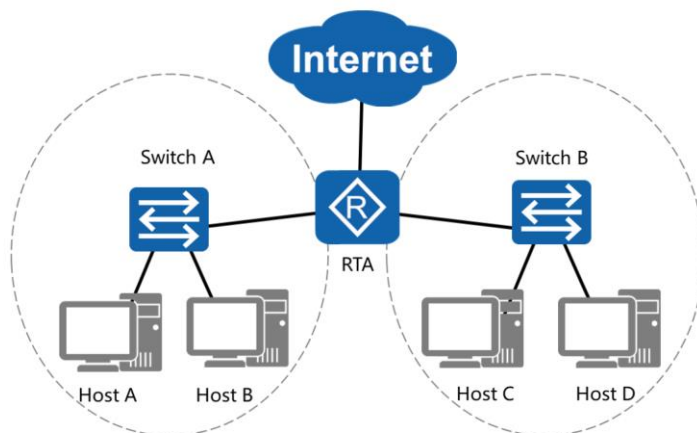 Internet
Switch A
Switch B
R
RTA
Host A
Host B
Host C
Host D